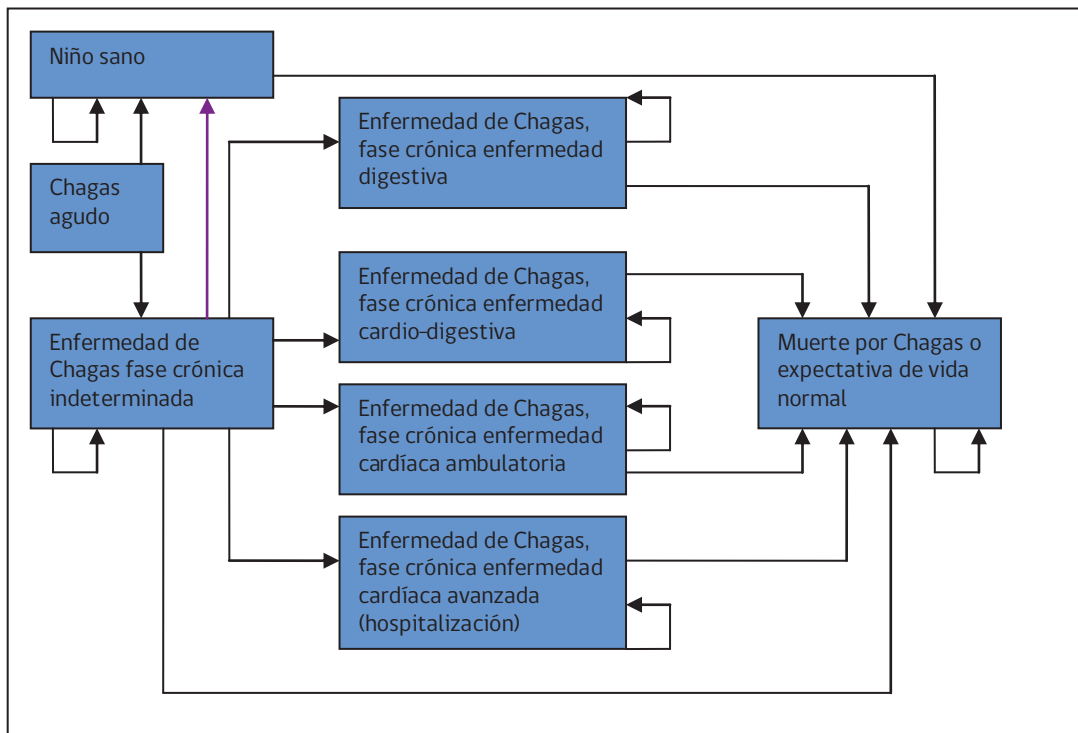 Niño sano
Chagas
agudo
Enfermedad de
Chagas fase crónica
indeterminada
Enfermedad de Chagas,
fase crónica enfermedad
digestiva
Enfermedad de Chagas,
fase crónica enfermedad
cardio-digestiva
Enfermedad de Chagas,
fase crónica enfermedad
cardíaca ambulatoria
Enfermedad de Chagas,
fase crónica enfermedad
cardíaca avanzada
(hospitalización)
Muerte por Chagas o
expectativa de vida
normal